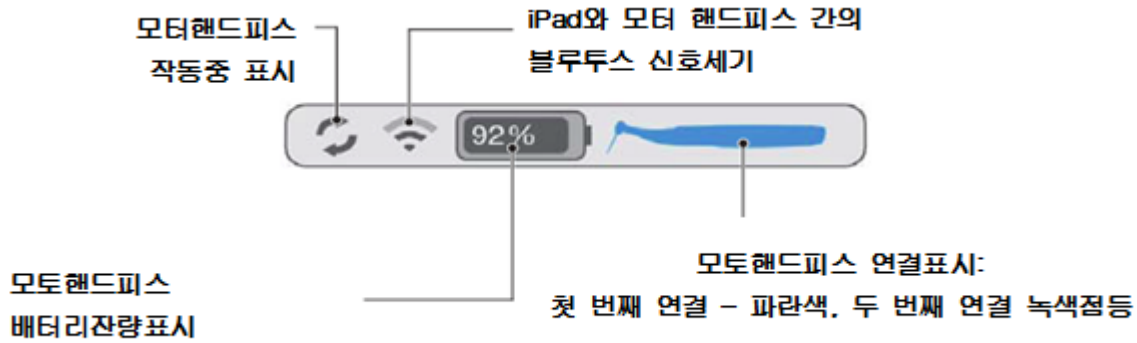 모터핸드피스
작동중 표시
iPad와 모터 핸드피스 간의
블루투스 신호세기
92%
모토핸드피스
배터리잔량표시
모토핸드피스 연결표시:
첫 번째 연결 – 파란색, 두 번째 연결 녹색점등